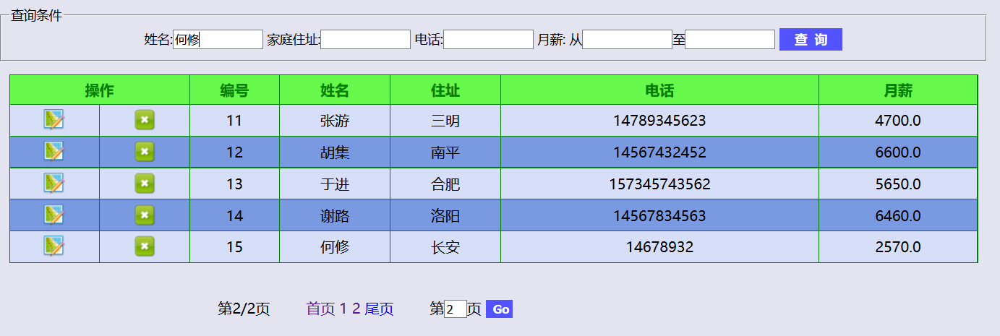 查询条件
姓名:何修 家庭住址: 电话: 月薪: 从 至 查 询
操作 编号 姓名 住址 电话 月薪
11 张游 三明 14789345623 4700.0
12 胡集 南平 14567432452 6600.0
13 于进 合肥 157345743562 5650.0
14 谢路 洛阳 14567834563 6460.0
15 何修 长安 14678932 2570.0
第2/2页 首页 1 2 尾页 第2页 Go